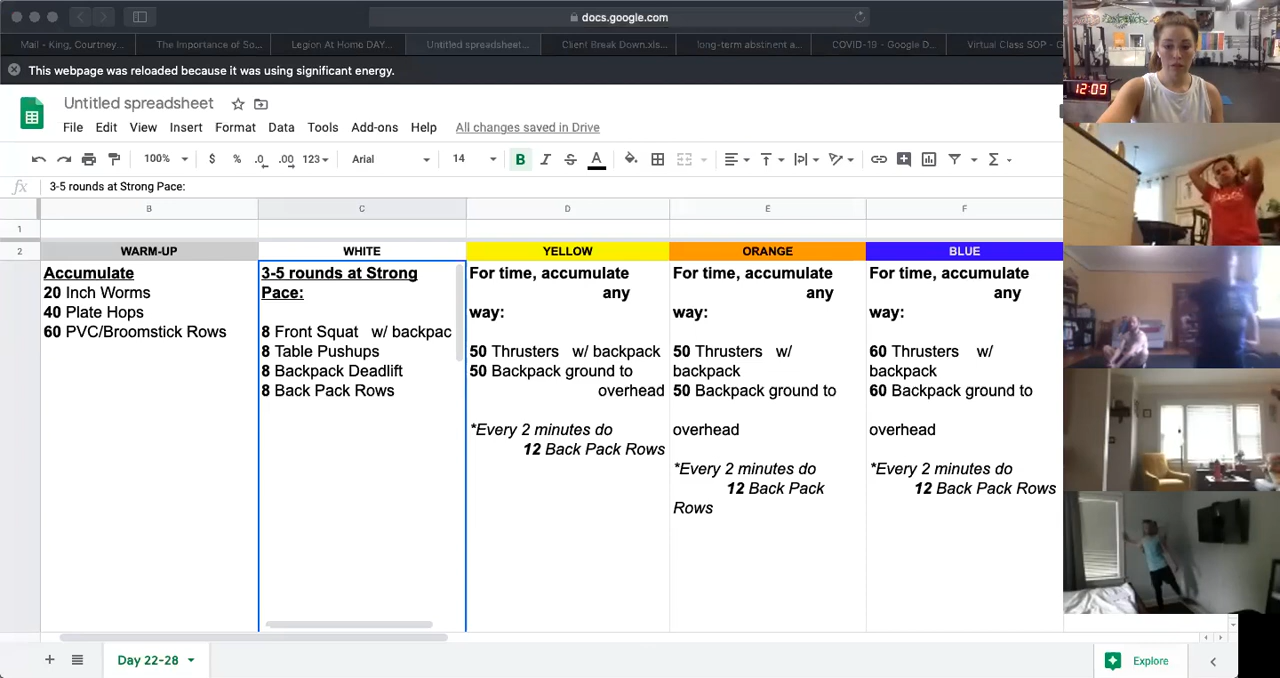 docs.google.com
Mail - King, Courtney...
The Importance of So...
Legion At Home DAY...
Untitled spreadsheet...
Client Break Down.xls...
long-term abstinent a...
COVID-19 - Google D...
Virtual Class SOP - G
This webpage was reloaded because it was using significant energy.
Untitled spreadsheet
File Edit View Insert Format Data Tools Add-ons Help All changes saved in Drive
100% $ % .0 .00 123 Arial 14 B I S A
fx 3-5 rounds at Strong Pace:
B C D E F
1
2 WARM-UP WHITE YELLOW ORANGE BLUE
Accumulate
20 Inch Worms
40 Plate Hops
60 PVC/Broomstick Rows
3-5 rounds at Strong
Pace:
8 Front Squat w/ backpac
8 Table Pushups
8 Backpack Deadlift
8 Back Pack Rows
For time, accumulate
any
way:
50 Thrusters w/ backpack
50 Backpack ground to
overhead
*Every 2 minutes do
12 Back Pack Rows
For time, accumulate
any
way:
50 Thrusters w/
backpack
50 Backpack ground to
overhead
*Every 2 minutes do
12 Back Pack
Rows
For time, accumulate
any
way:
60 Thrusters w/
backpack
60 Backpack ground to
overhead
*Every 2 minutes do
12 Back Pack Rows
Day 22-28
Explore
12:09